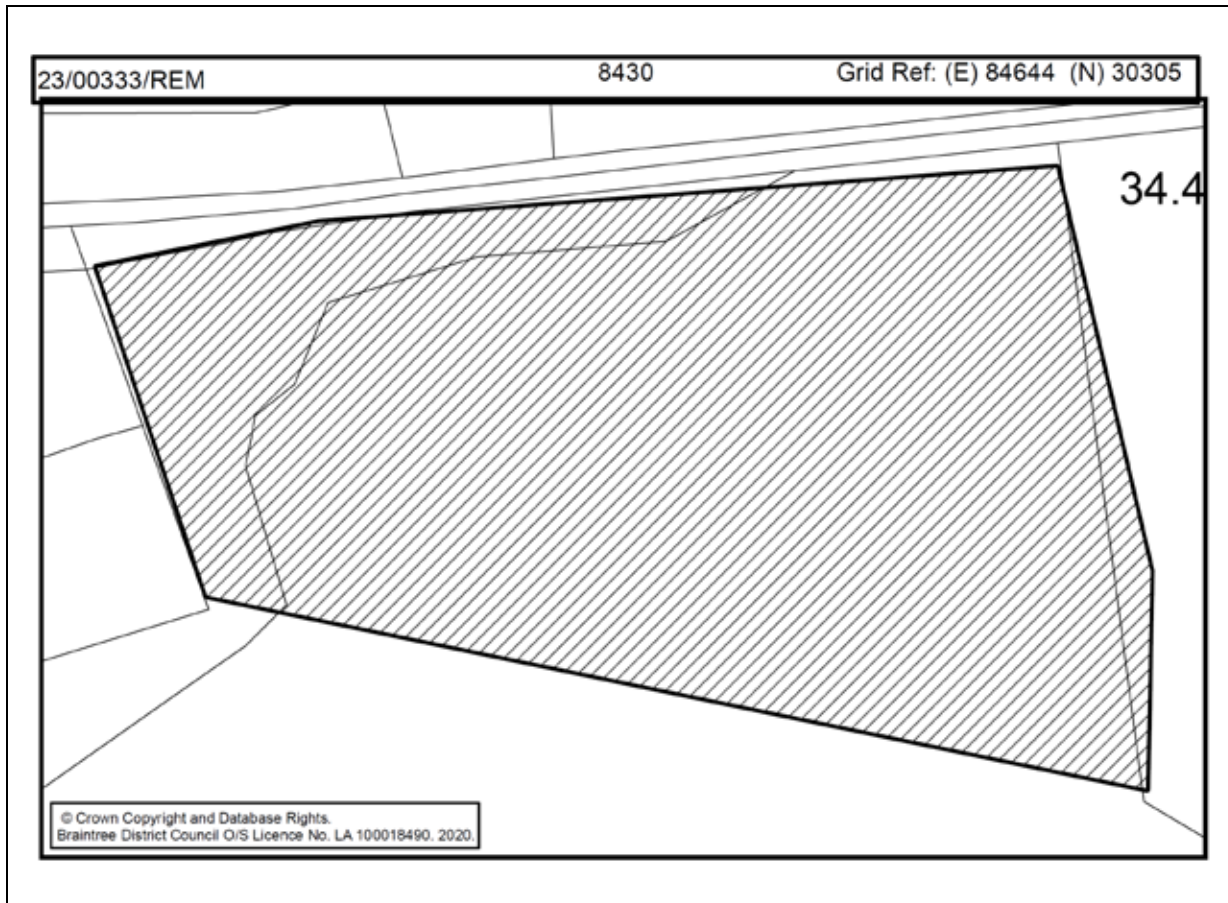 23/00333/REM 8430 Grid Ref: (E) 84644 (N) 30305
34.4
© Crown Copyright and Database Rights.
Braintree District Council O/S Licence No. LA 100018490. 2020.